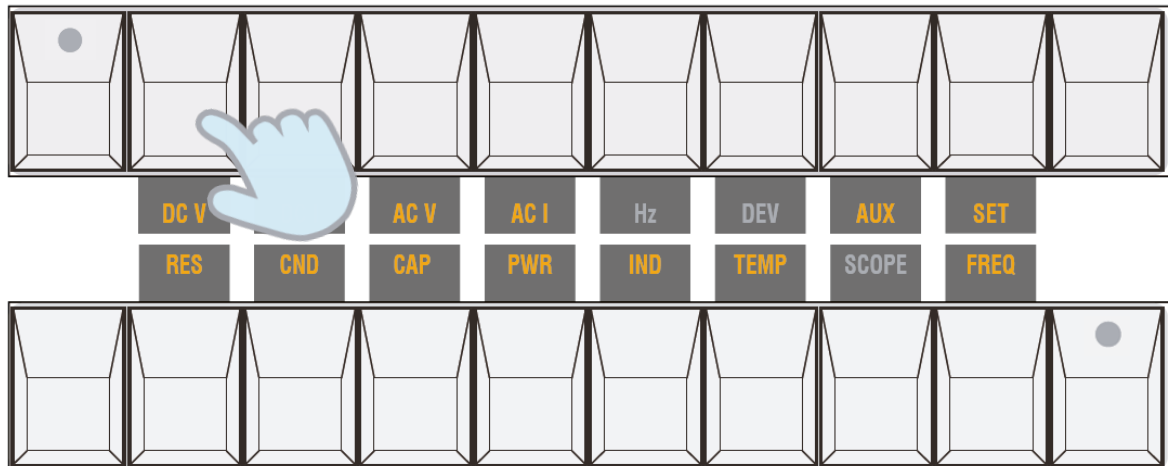 DC V AC V AC I Hz DEV AUX SET
RES CND CAP PWR IND TEMP SCOPE FREQ